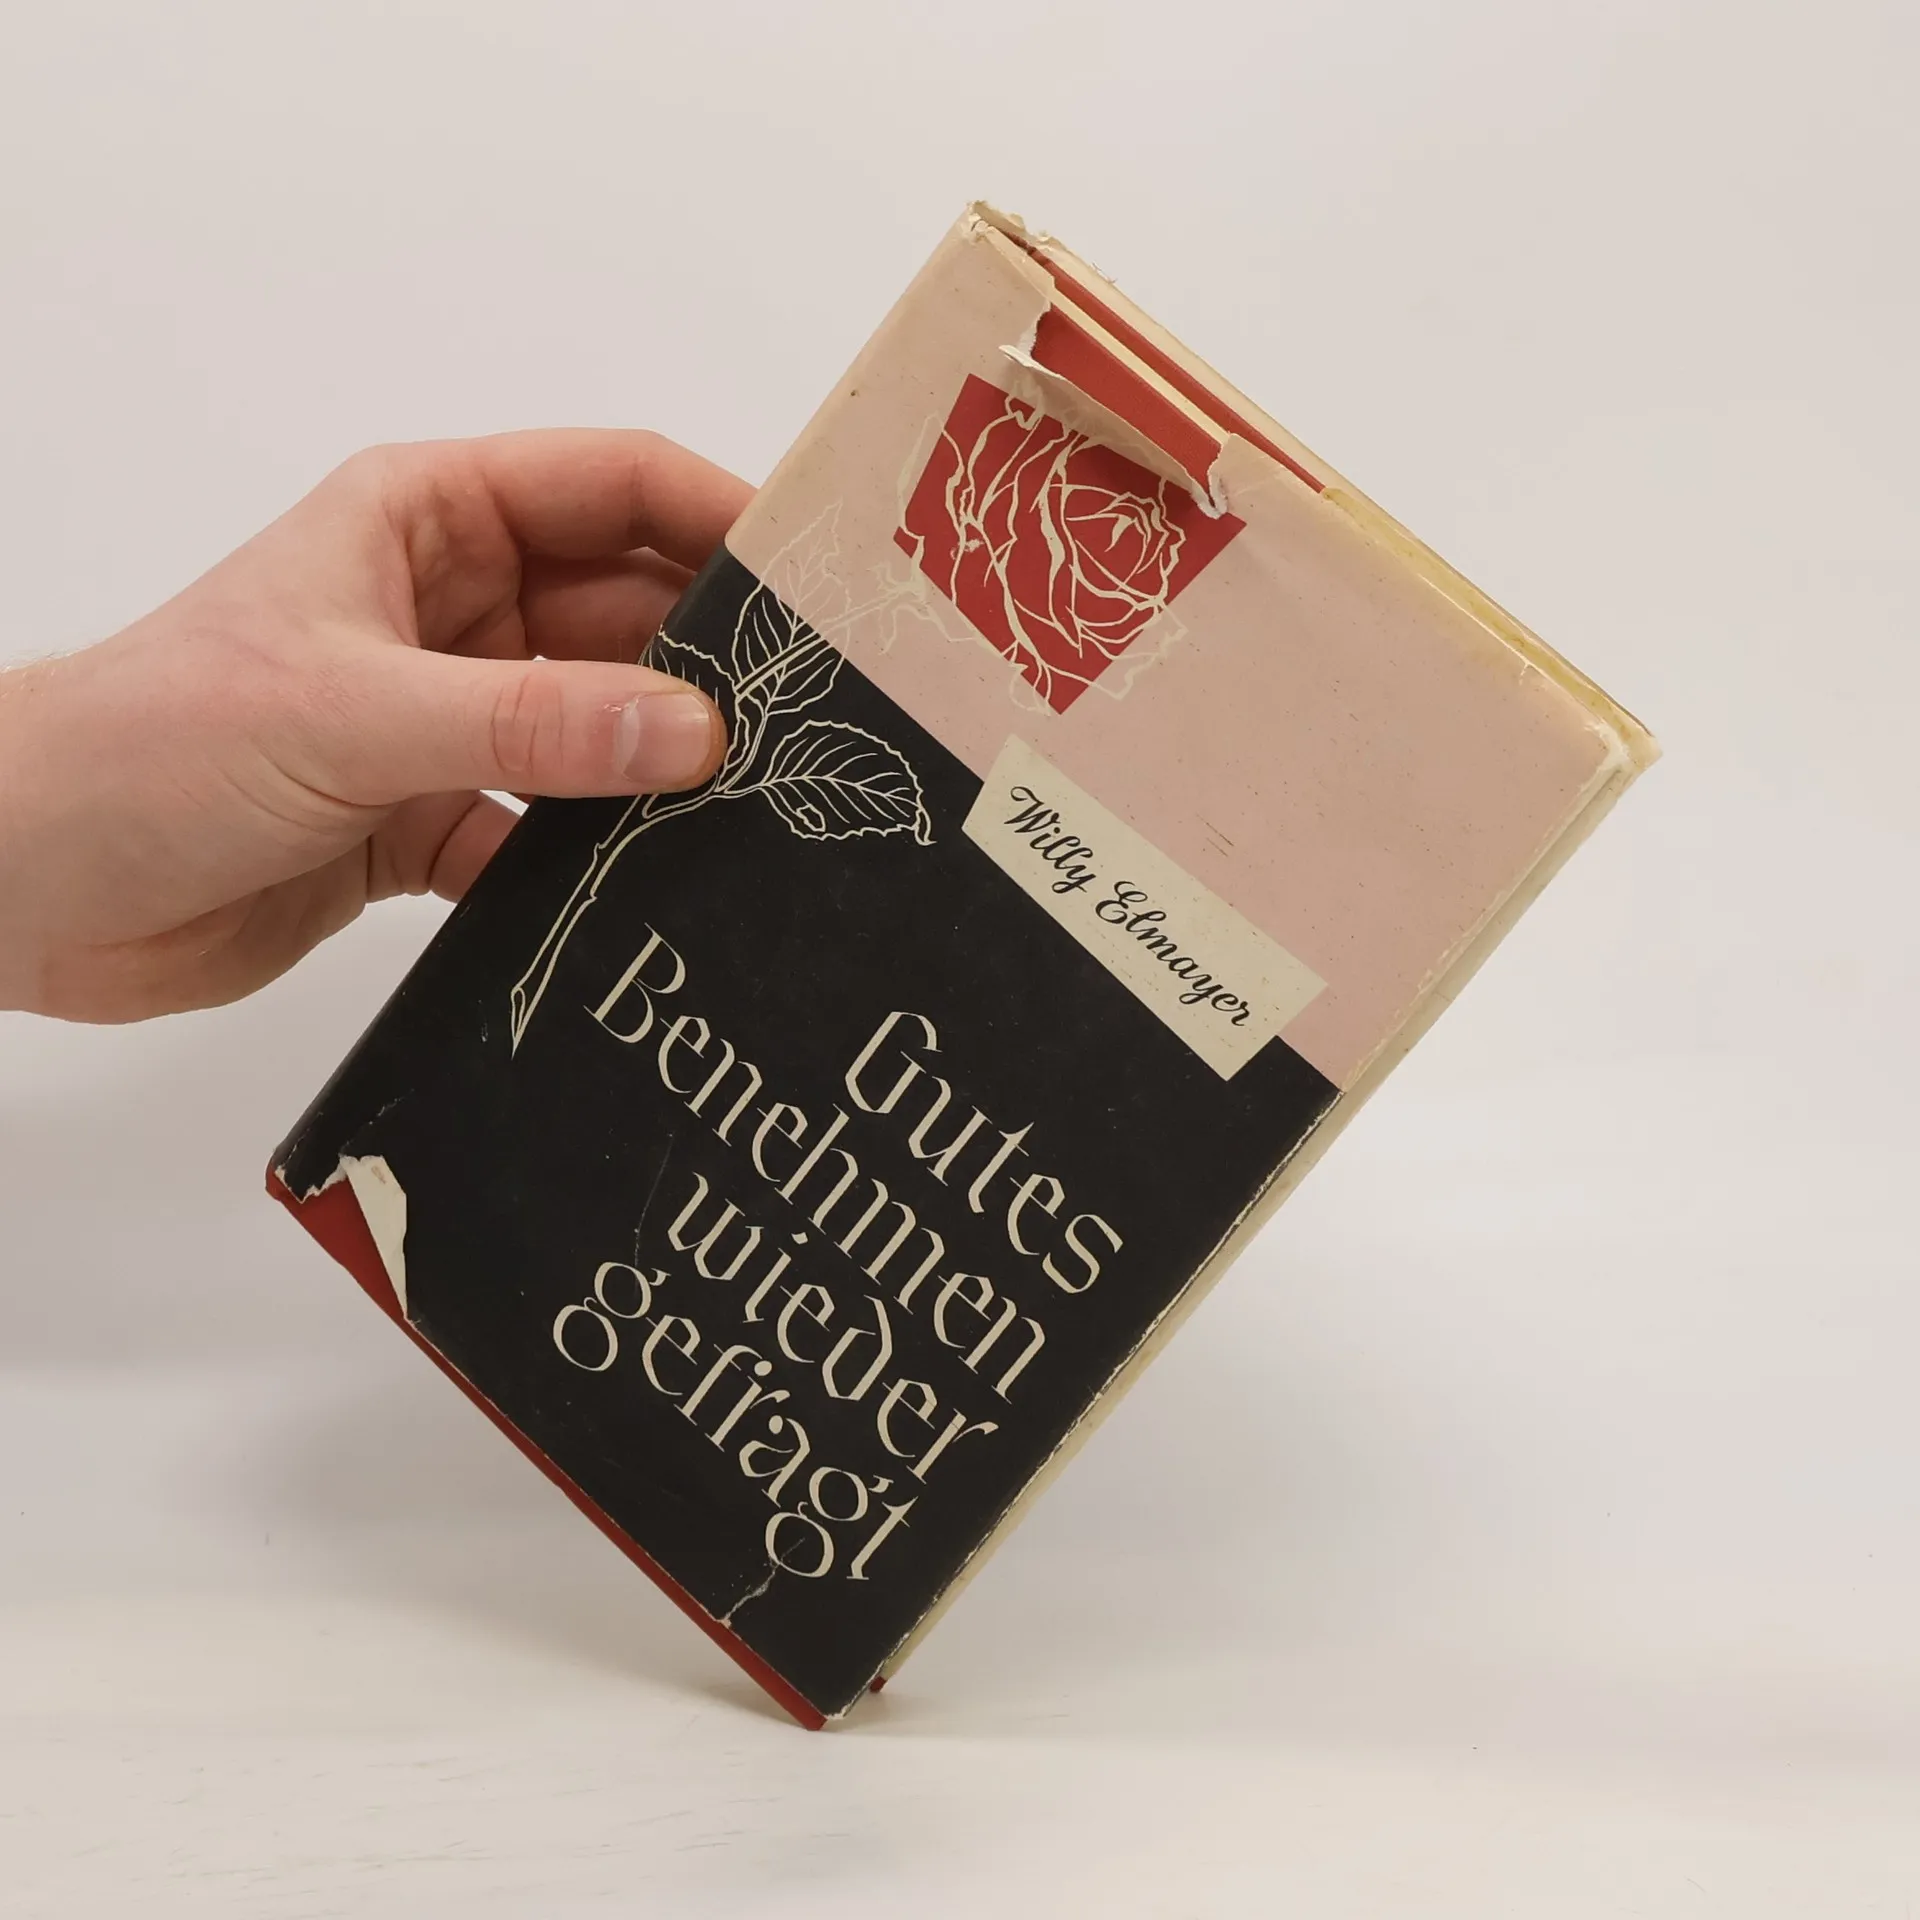 Willy Elmayer
Gutes
Benehmen
wieder
gefragt